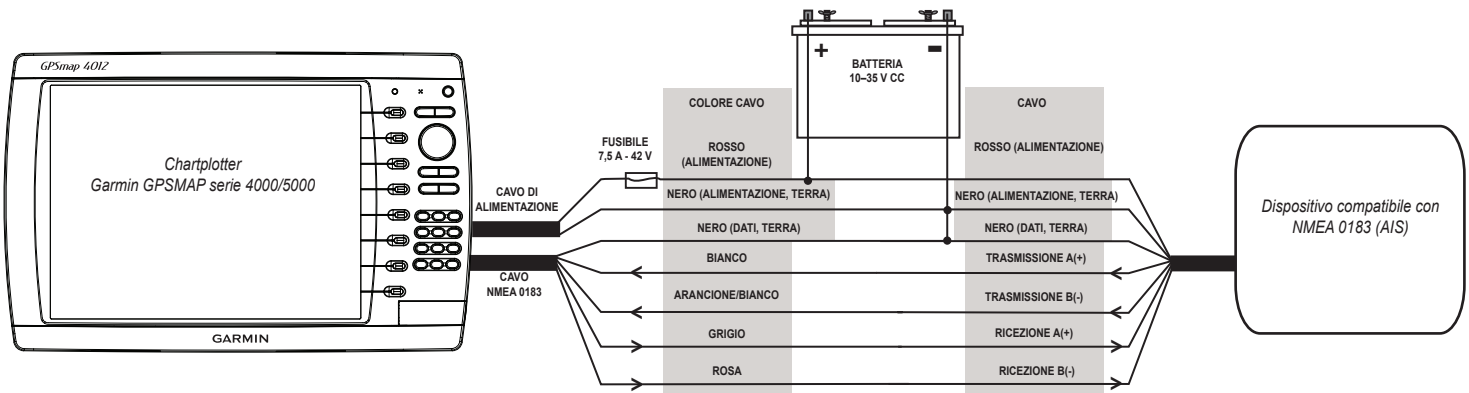 GPSmap 4012
Chartplotter
Garmin GPSMAP serie 4000/5000
GARMIN
CAVO DI
ALIMENTAZIONE
CAVO
NMEA 0183
FUSIBILE
7,5 A - 42 V
COLORE CAVO
ROSSO
(ALIMENTAZIONE)
NERO (ALIMENTAZIONE, TERRA)
NERO (DATI, TERRA)
BIANCO
ARANCIONE/BIANCO
GRIGIO
ROSA
+
-
BATTERIA
10–35 V CC
CAVO
ROSSO (ALIMENTAZIONE)
NERO (ALIMENTAZIONE, TERRA)
NERO (DATI, TERRA)
TRASMISSIONE A(+)
TRASMISSIONE B(-)
RICEZIONE A(+)
RICEZIONE B(-)
Dispositivo compatibile con
NMEA 0183 (AIS)